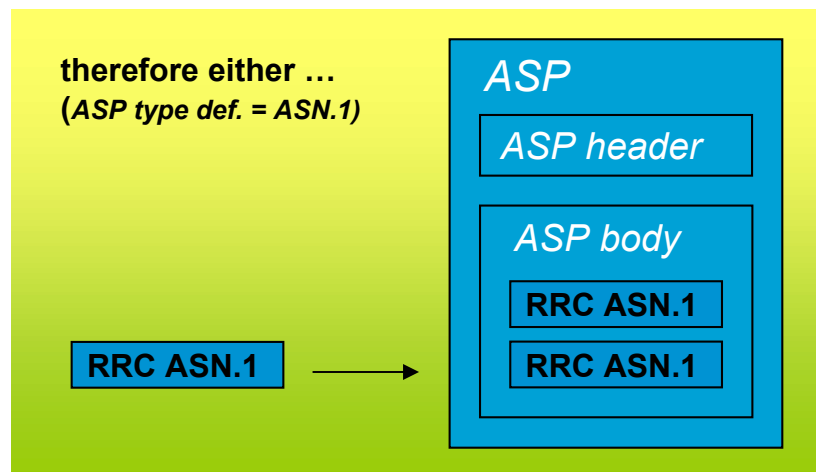 therefore either …
(ASP type def. = ASN.1)
RRC ASN.1
ASP
ASP header
ASP body
RRC ASN.1
RRC ASN.1